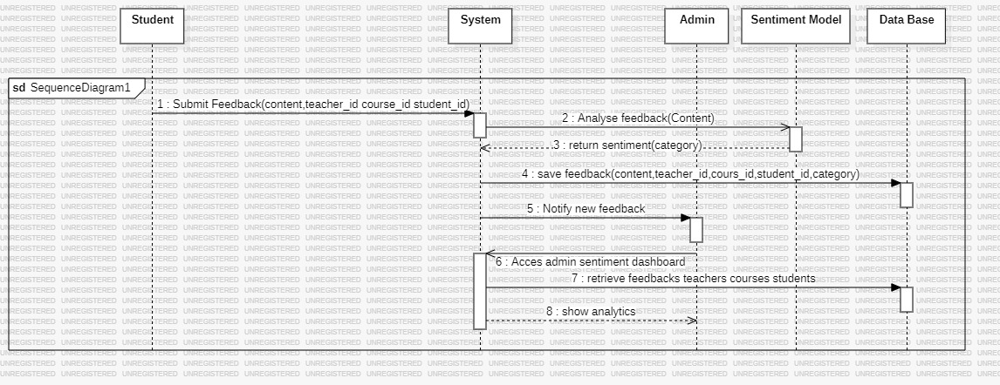 Student
System
Admin
Sentiment Model
Data Base
sd SequenceDiagram1
1 : Submit Feedback(content,teacher_id course_id student_id)
2 : Analyse feedback(Content)
3 : return sentiment(category)
4 : save feedback(content,teacher_id,cours_id,student_id,category)
5 : Notify new feedback
6 : Acces admin sentiment dashboard
7 : retrieve feedbacks teachers courses students
8 : show analytics
UNREGISTERED